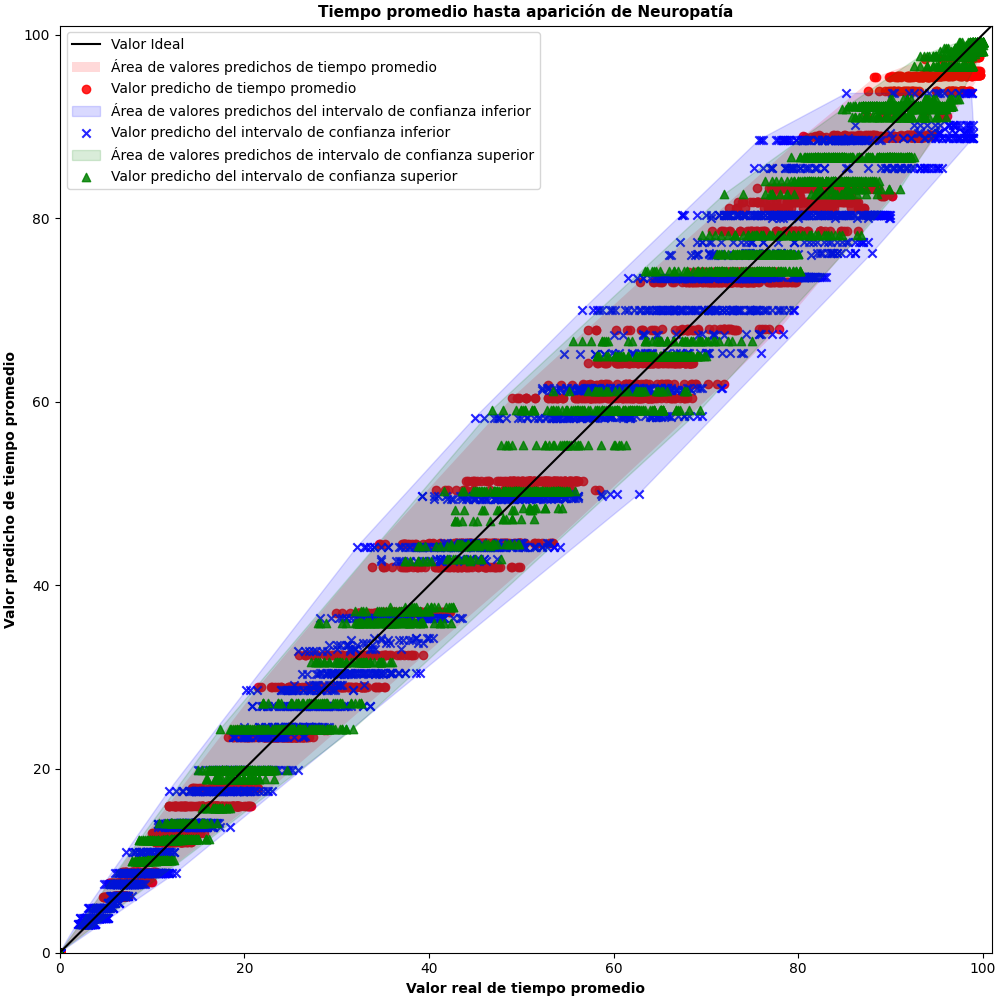 Tiempo promedio hasta aparición de Neuropatía
Valor Ideal
Área de valores predichos de tiempo promedio
Valor predicho de tiempo promedio
Área de valores predichos del intervalo de confianza inferior
Valor predicho del intervalo de confianza inferior
Área de valores predichos de intervalo de confianza superior
Valor predicho del intervalo de confianza superior
Valor predicho de tiempo promedio
100
80
60
40
20
0
0 20 40 60 80 100
Valor real de tiempo promedio